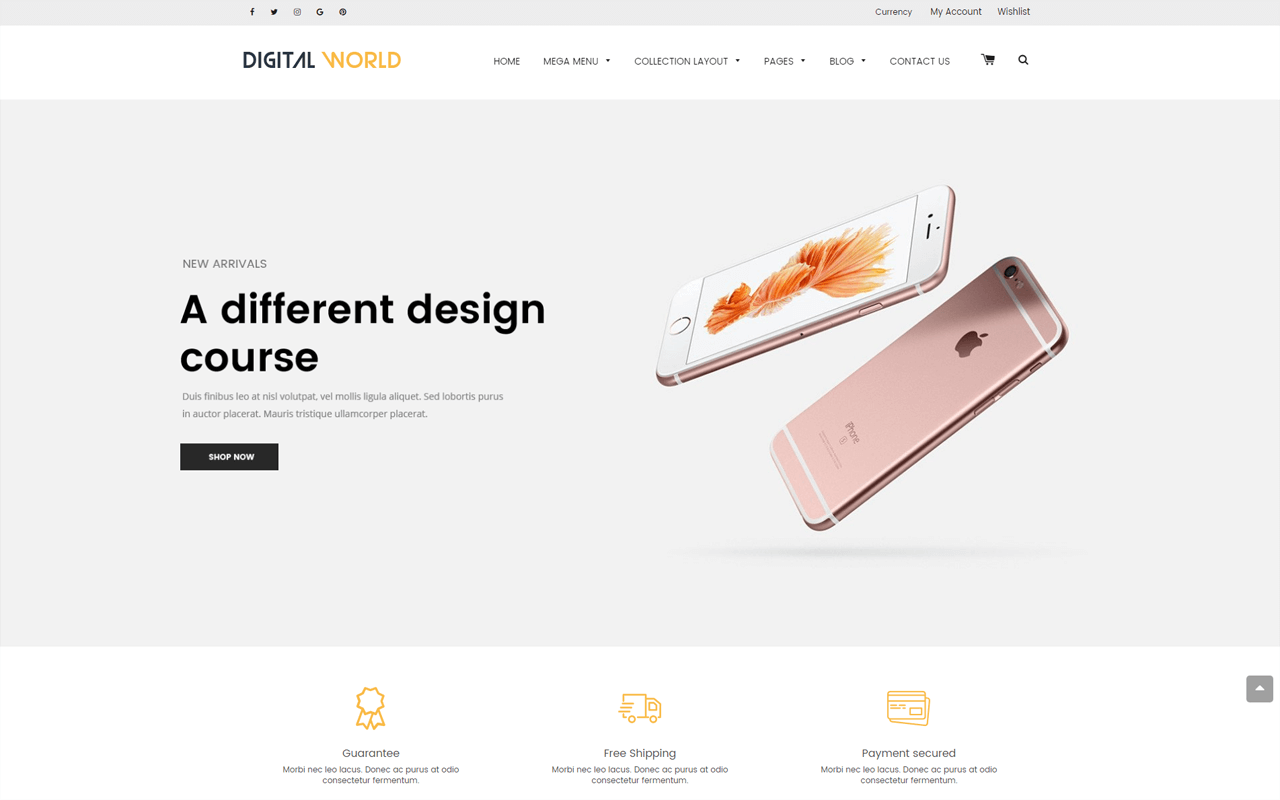 Currency My Account Wishlist
DIGITAL WORLD
HOME MEGA MENU COLLECTION LAYOUT PAGES BLOG CONTACT US
NEW ARRIVALS
A different design
course
Duis finibus leo at nisl volutpat, vel mollis ligula aliquet. Sed lobortis purus
in auctor placerat. Mauris tristique ullamcorper placerat.
SHOP NOW
iPhone
S
Guarantee
Morbi nec leo lacus. Donec ac purus at odio
consectetur fermentum.
Free Shipping
Morbi nec leo lacus. Donec ac purus at odio
consectetur fermentum.
Payment secured
Morbi nec leo lacus. Donec ac purus at odio
consectetur fermentum.